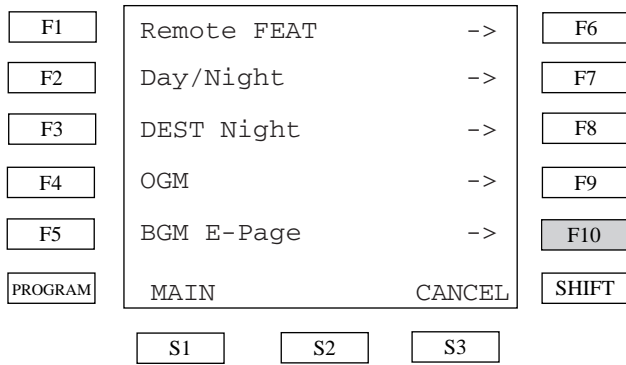 F1 Remote FEAT -> F6
F2 Day/Night -> F7
F3 DEST Night -> F8
F4 OGM -> F9
F5 BGM E-Page -> F10
PROGRAM MAIN CANCEL SHIFT
S1 S2 S3